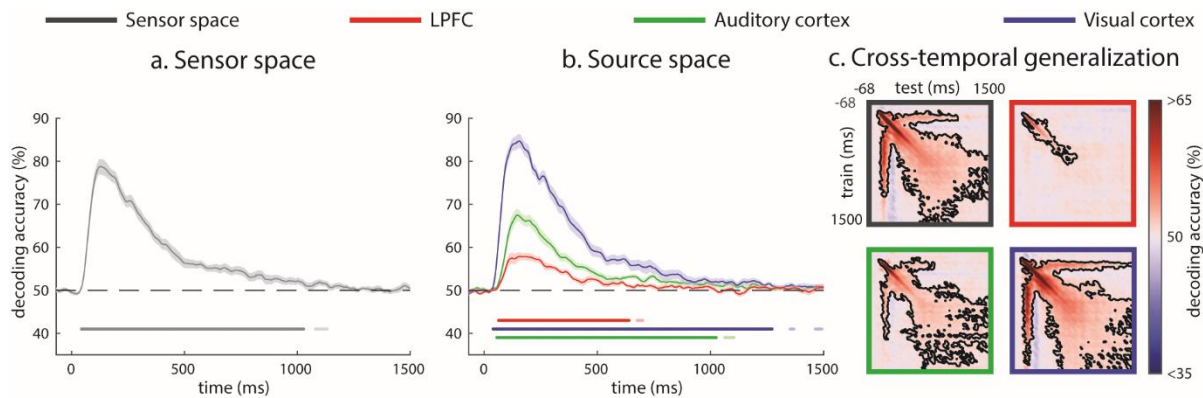 Sensor space LPFC Auditory cortex Visual cortex
a. Sensor space b. Source space c. Cross-temporal generalization
-68 test (ms) 1500
-68
train (ms)
1500
90
80
70
60
50
40
decoding accuracy (%)
0 500 1000 1500
time (ms)
90
80
70
60
50
40
decoding accuracy (%)
0 500 1000 1500
time (ms)
>65
50
<35
decoding accuracy (%)